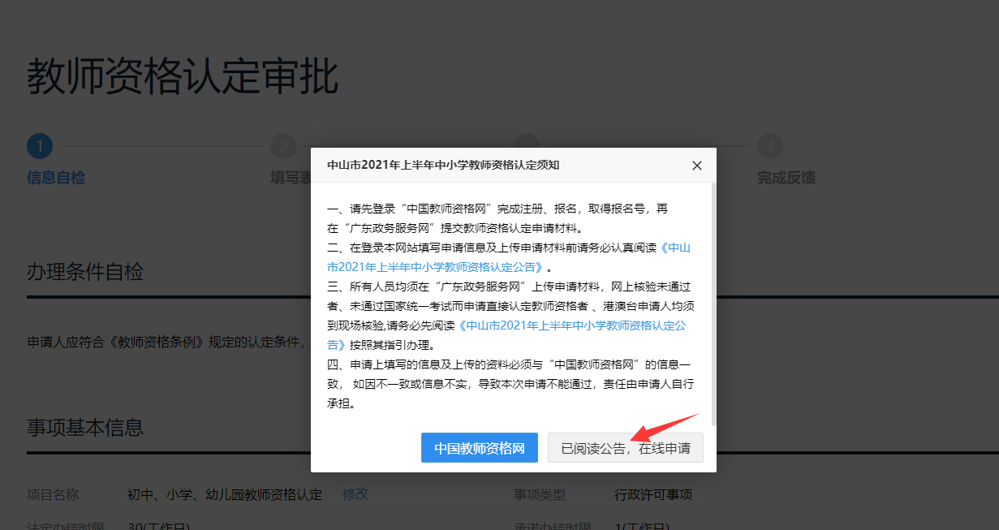 教师资格认定审批
1
2
3
4
信息自检
填写表
完成反馈
中山市2021年上半年中小学教师资格认定须知
一、请先登录“中国教师资格网”完成注册、报名，取得报名号，再
在“广东政务服务网”提交教师资格认定申请材料。
二、在登录本网站填写申请信息及上传申请材料前请务必认真阅读《中山
市2021年上半年中小学教师资格认定公告》。
三、所有人员均须在“广东政务服务网”上传申请材料，网上核验未通过
者、未通过国家统一考试而申请直接认定教师资格者 、港澳台申请人均须
到现场核验,请务必先阅读《中山市2021年上半年中小学教师资格认定公
告》按照其指引办理。
四、申请上填写的信息及上传的资料必须与“中国教师资格网”的信息一
致， 如因不一致或信息不实，导致本次申请不能通过，责任由申请人自行
承担。
中国教师资格网
已阅读公告，在线申请
办理条件自检
申请人应符合《教师资格条例》规定的认定条件，
事项基本信息
项目名称 初中、小学、幼儿园教师资格认定 修改 事项类型 行政许可事项
法定办结时限 30(工作日) 承诺办结时限 1(工作日)